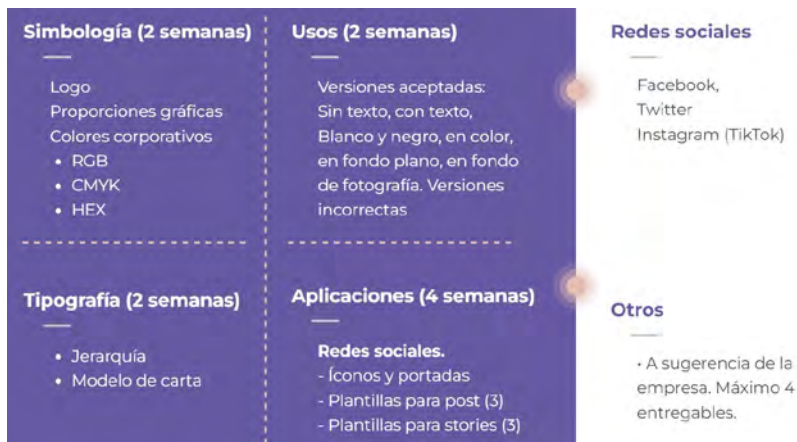 Simbología (2 semanas)
Logo
Proporciones gráficas
Colores corporativos
• RGB
• CMYK
• HEX
Usos (2 semanas)
Versiones aceptadas:
Sin texto, con texto,
Blanco y negro, en color,
en fondo plano, en fondo
de fotografía. Versiones
incorrectas
Redes sociales
Facebook,
Twitter
Instagram (TikTok)
Tipografía (2 semanas)
• Jerarquía
• Modelo de carta
Aplicaciones (4 semanas)
Redes sociales.
- Íconos y portadas
- Plantillas para post (3)
- Plantillas para stories (3)
Otros
• A sugerencia de la
empresa. Máximo 4
entregables.